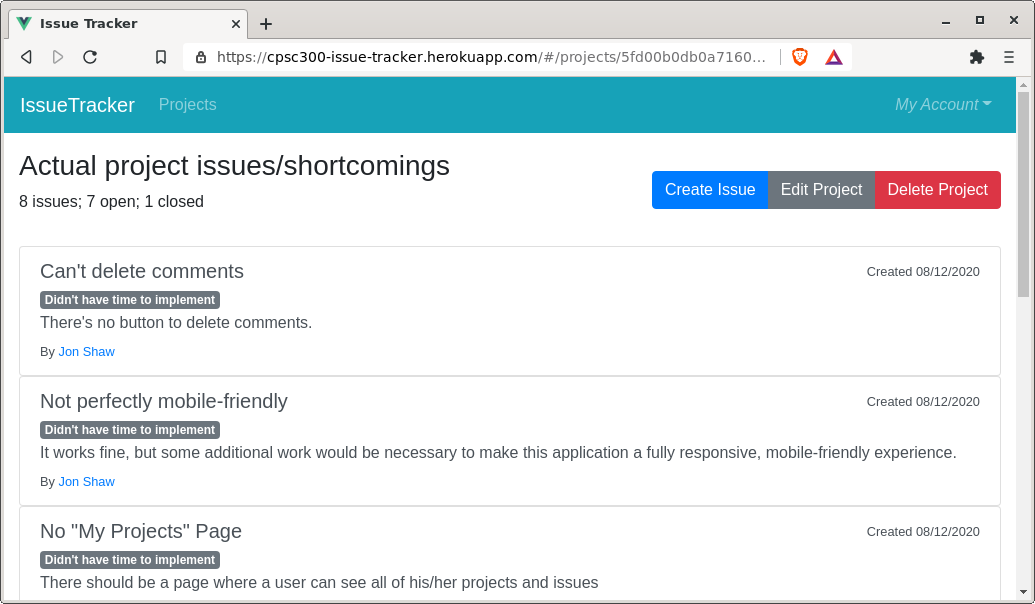 Issue Tracker
https://cpsc300-issue-tracker.herokuapp.com/#/projects/5fd00b0db0a7160...
IssueTracker Projects My Account
Actual project issues/shortcomings
8 issues; 7 open; 1 closed
Create Issue Edit Project Delete Project
Can't delete comments Created 08/12/2020
Didn't have time to implement
There's no button to delete comments.
By Jon Shaw
Not perfectly mobile-friendly Created 08/12/2020
Didn't have time to implement
It works fine, but some additional work would be necessary to make this application a fully responsive, mobile-friendly experience.
By Jon Shaw
No "My Projects" Page Created 08/12/2020
Didn't have time to implement
There should be a page where a user can see all of his/her projects and issues